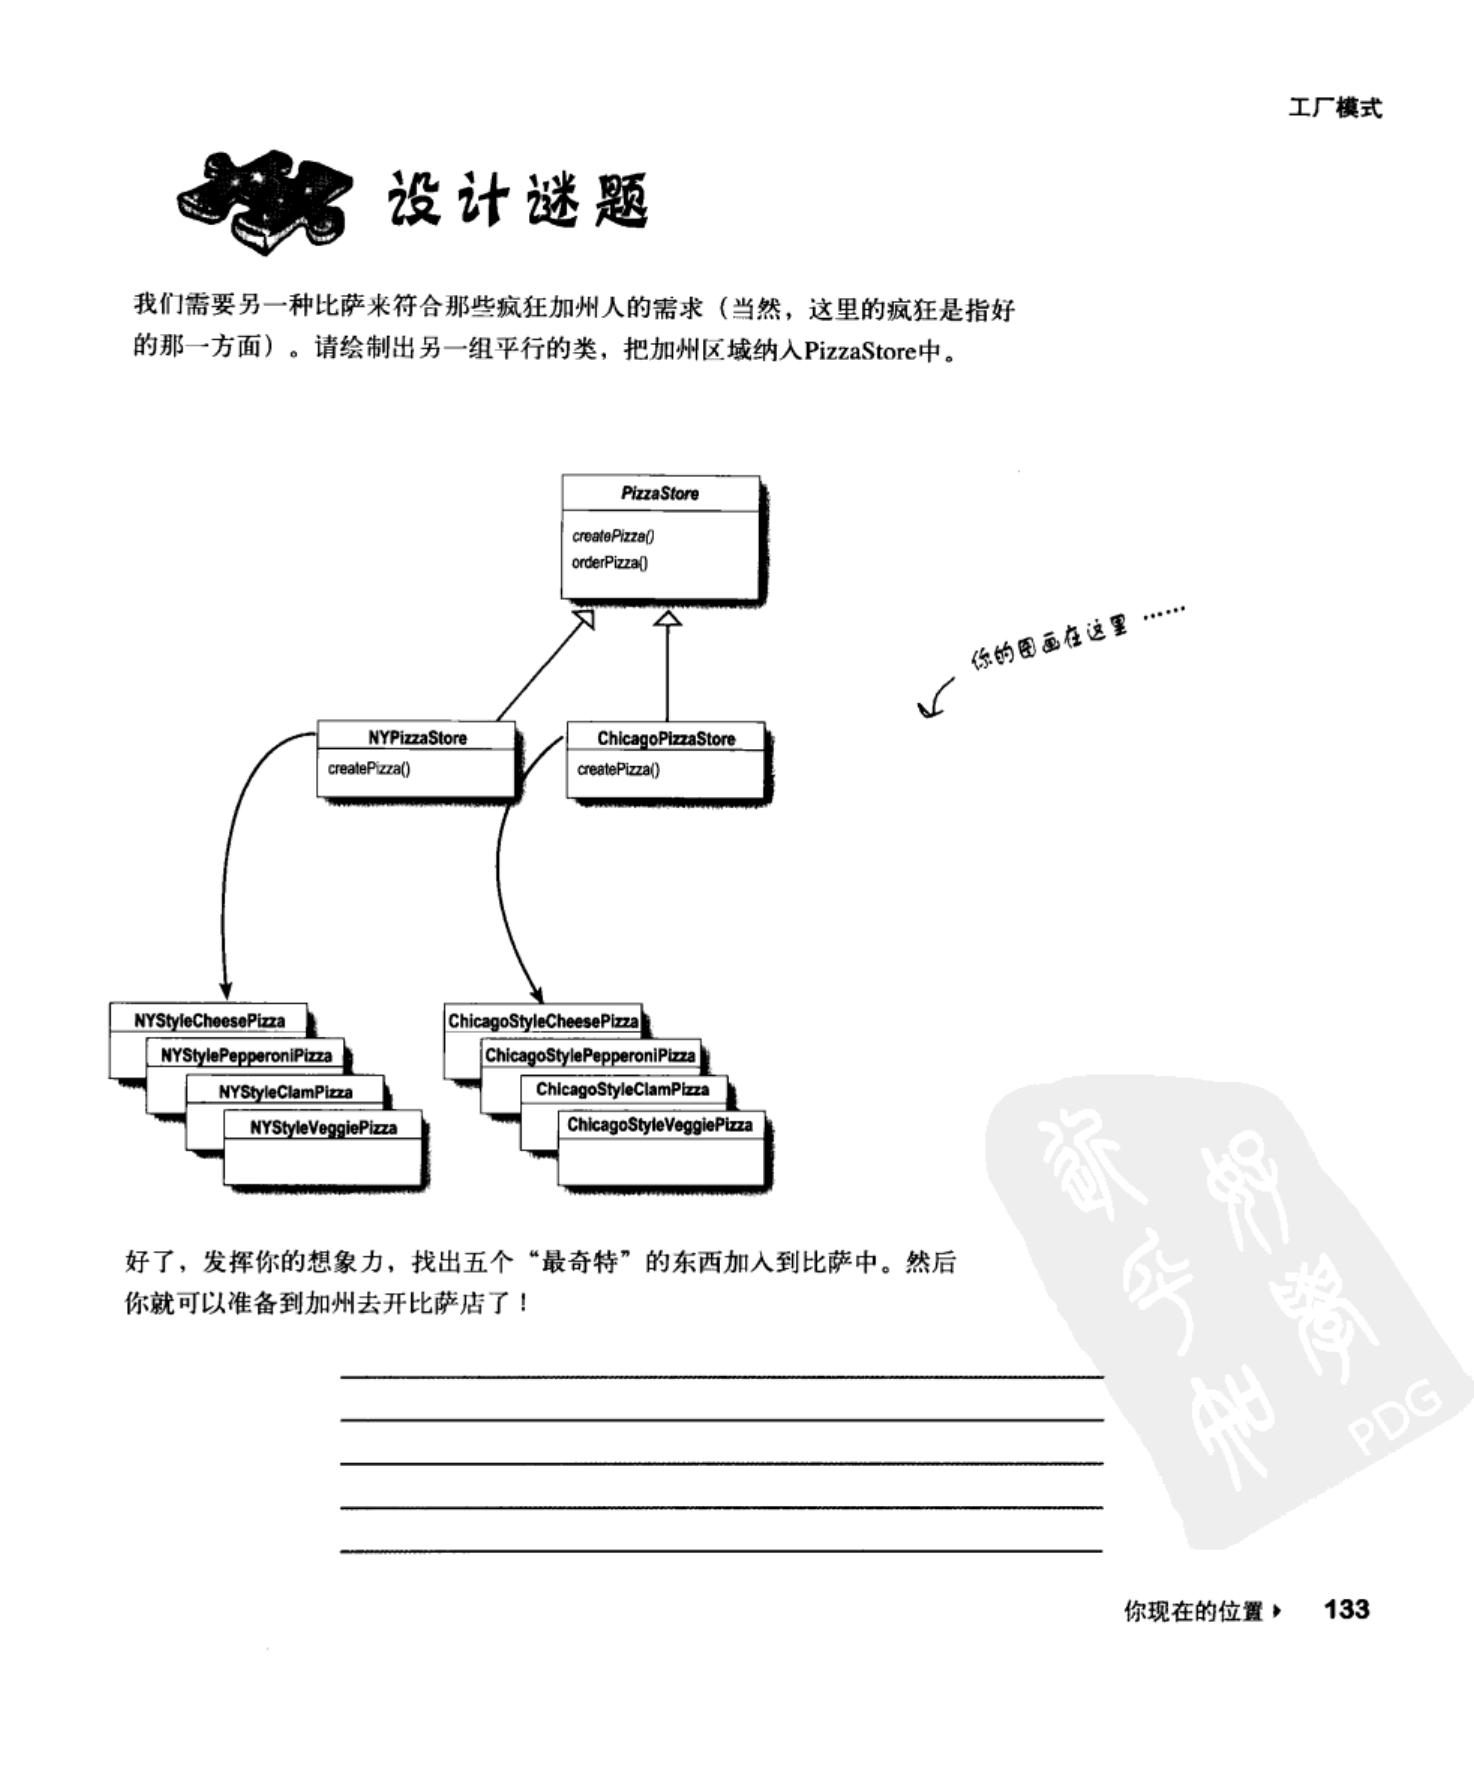 工厂模式
设计谜题
我们需要另一种比萨来符合那些疯狂加州人的需求（当然，这里的疯狂是指好
的那一方面）。请绘制出另一组平行的类，把加州区域纳入PizzaStore中。
PizzaStore
createPizza()
orderPizza()
你的图画在这里 ……
NYPizzaStore
createPizza()
ChicagoPizzaStore
createPizza()
NYStyleCheesePizza
NYStylePepperoniPizza
NYStyleClamPizza
NYStyleVeggiePizza
ChicagoStyleCheesePizza
ChicagoStylePepperoniPizza
ChicagoStyleClamPizza
ChicagoStyleVeggiePizza
好了，发挥你的想象力，找出五个“最奇特”的东西加入到比萨中。然后
你就可以准备到加州去开比萨店了！
PDG
你现在的位置 ▶ 133